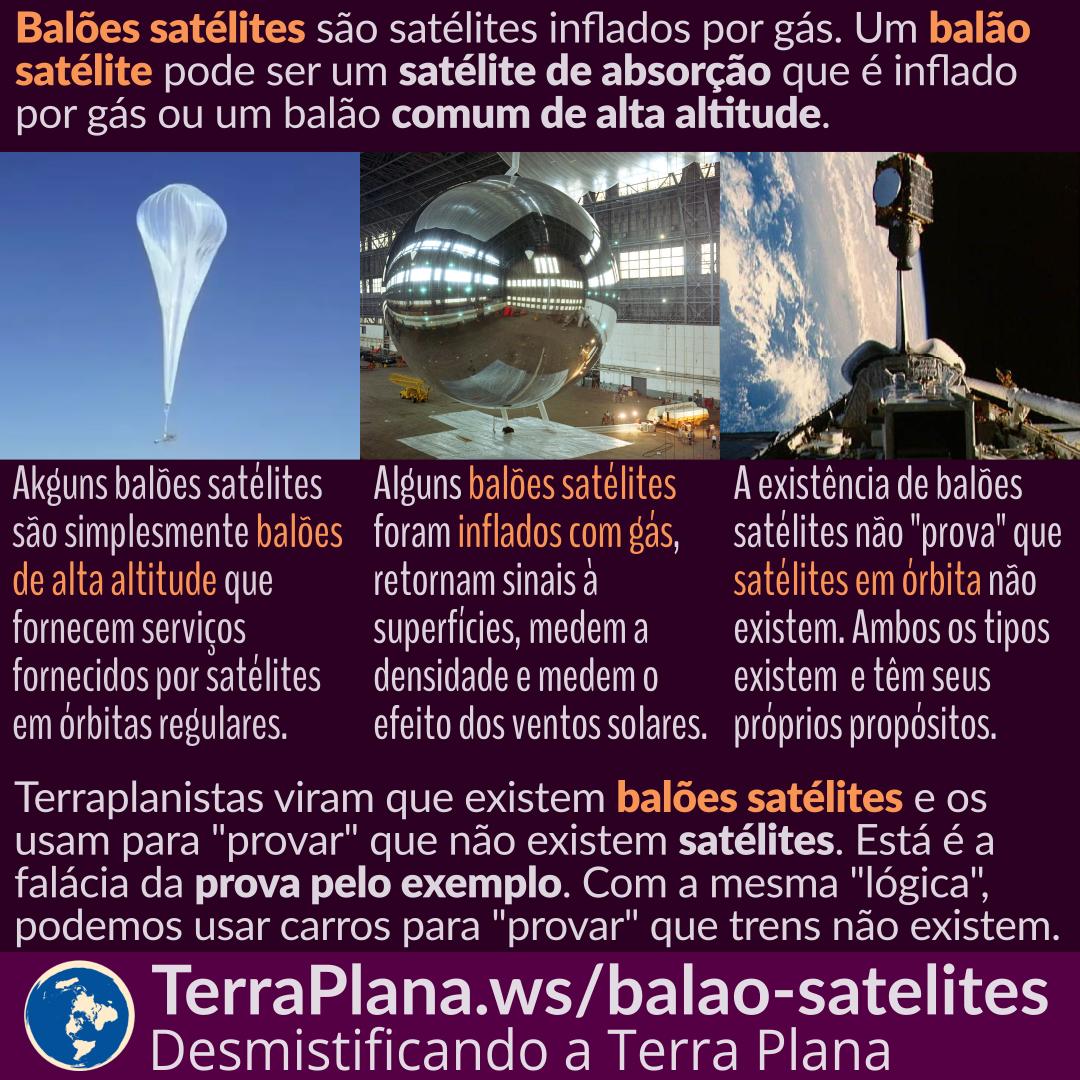 Balões satélites são satélites inflados por gás. Um balão
satélite pode ser um satélite de absorção que é inflado
por gás ou um balão comum de alta altitude.
Akguns balões satélites
são simplesmente balões
de alta altitude que
fornecem serviços
fornecidos por satélites
em órbitas regulares.
Alguns balões satélites
foram inflados com gás,
retornam sinais à
superfícies, medem a
densidade e medem o
efeito dos ventos solares.
A existência de balões
satélites não "prova" que
satélites em órbita não
existem. Ambos os tipos
existem e têm seus
próprios propósitos.
Terraplanistas viram que existem balões satélites e os
usam para "provar" que não existem satélites. Está é a
falácia da prova pelo exemplo. Com a mesma "lógica",
podemos usar carros para "provar" que trens não existem.
TerraPlana.ws/balao-satelites
Desmistificando a Terra Plana